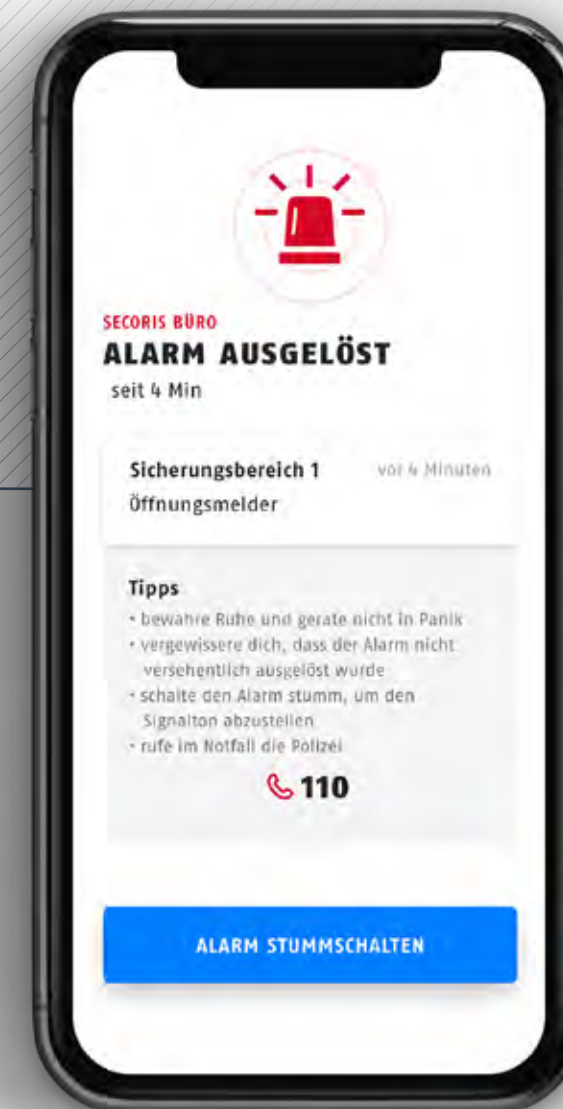 SECORIS BÜRO
ALARM AUSGELÖST
seit 4 Min
Sicherungsbereich 1 vor 4 Minuten
Öffnungsmelder
Tipps
• bewahre Ruhe und gerate nicht in Panik
• vergewissere dich, dass der Alarm nicht
versehentlich ausgelöst wurde
• schalte den Alarm stumm, um den
Signalton abzustellen
• rufe im Notfall die Polizei
110
ALARM STUMMSCHALTEN